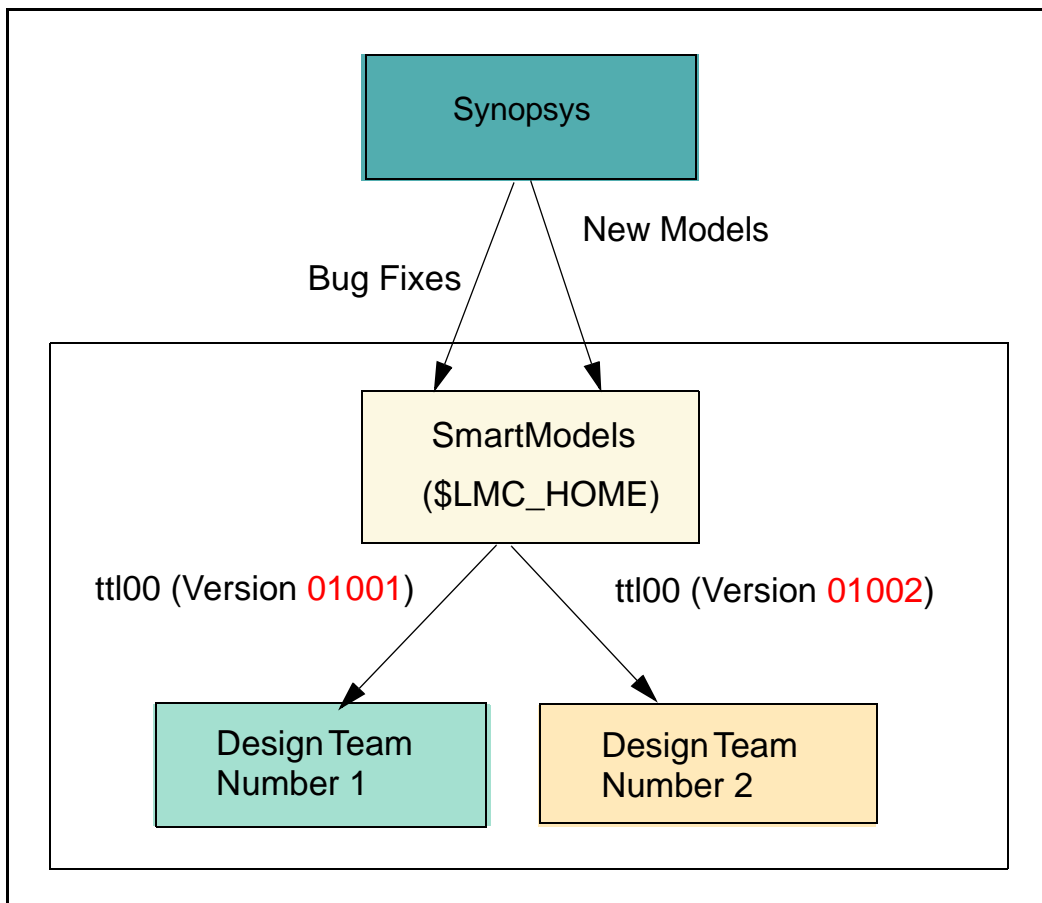 Synopsys
New Models
Bug Fixes
SmartModels
($LMC_HOME)
ttl00 (Version 01001)
ttl00 (Version 01002)
Design Team
Number 1
Design Team
Number 2